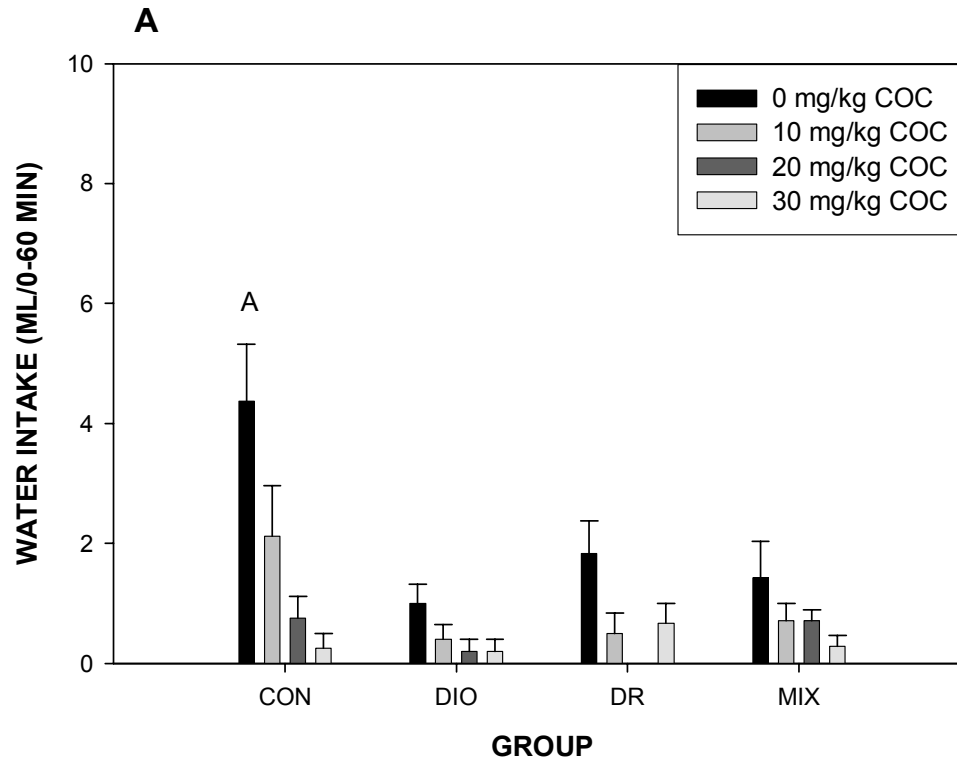 A
10
8
6
4
2
0
WATER INTAKE (ML/0-60 MIN)
0 mg/kg COC
10 mg/kg COC
20 mg/kg COC
30 mg/kg COC
A
CON
DIO
DR
MIX
GROUP